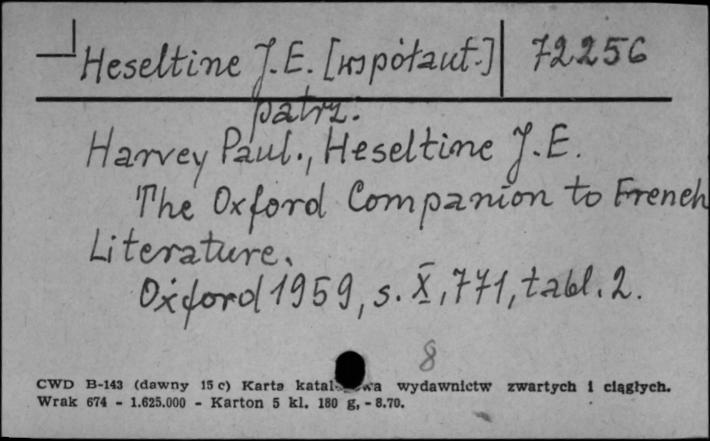 Heseltine J.E. [współaut.] 72256
patrz.
Harvey Paul., Heseltine J.E.
The Oxford Companion to French
Literature.
Oxford 1959, s. X, 771, tabl. 2.
8
CWD B-143 (dawny 15 c) Karta wydawnictw zwartych i ciągłych.
Wrak 674 - 1.625.000 - Karton 5 kl. 180 g, - 8.70.